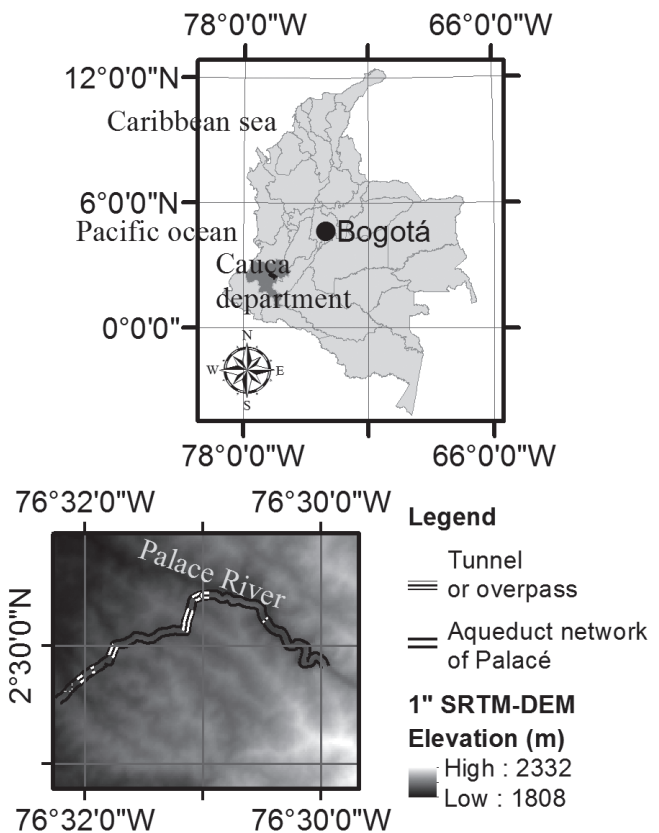 78°0'0"W 66°0'0"W
12°0'0"N
Caribbean sea
6°0'0"N
Pacific ocean
Bogotá
Cauca
department
0°0'0"
N
W E
S
78°0'0"W 66°0'0"W
76°32'0"W 76°30'0"W
Palace River
2°30'0"N
76°32'0"W 76°30'0"W
Legend
Tunnel
or overpass
Aqueduct network
of Palacé
1" SRTM-DEM
Elevation (m)
High : 2332
Low : 1808